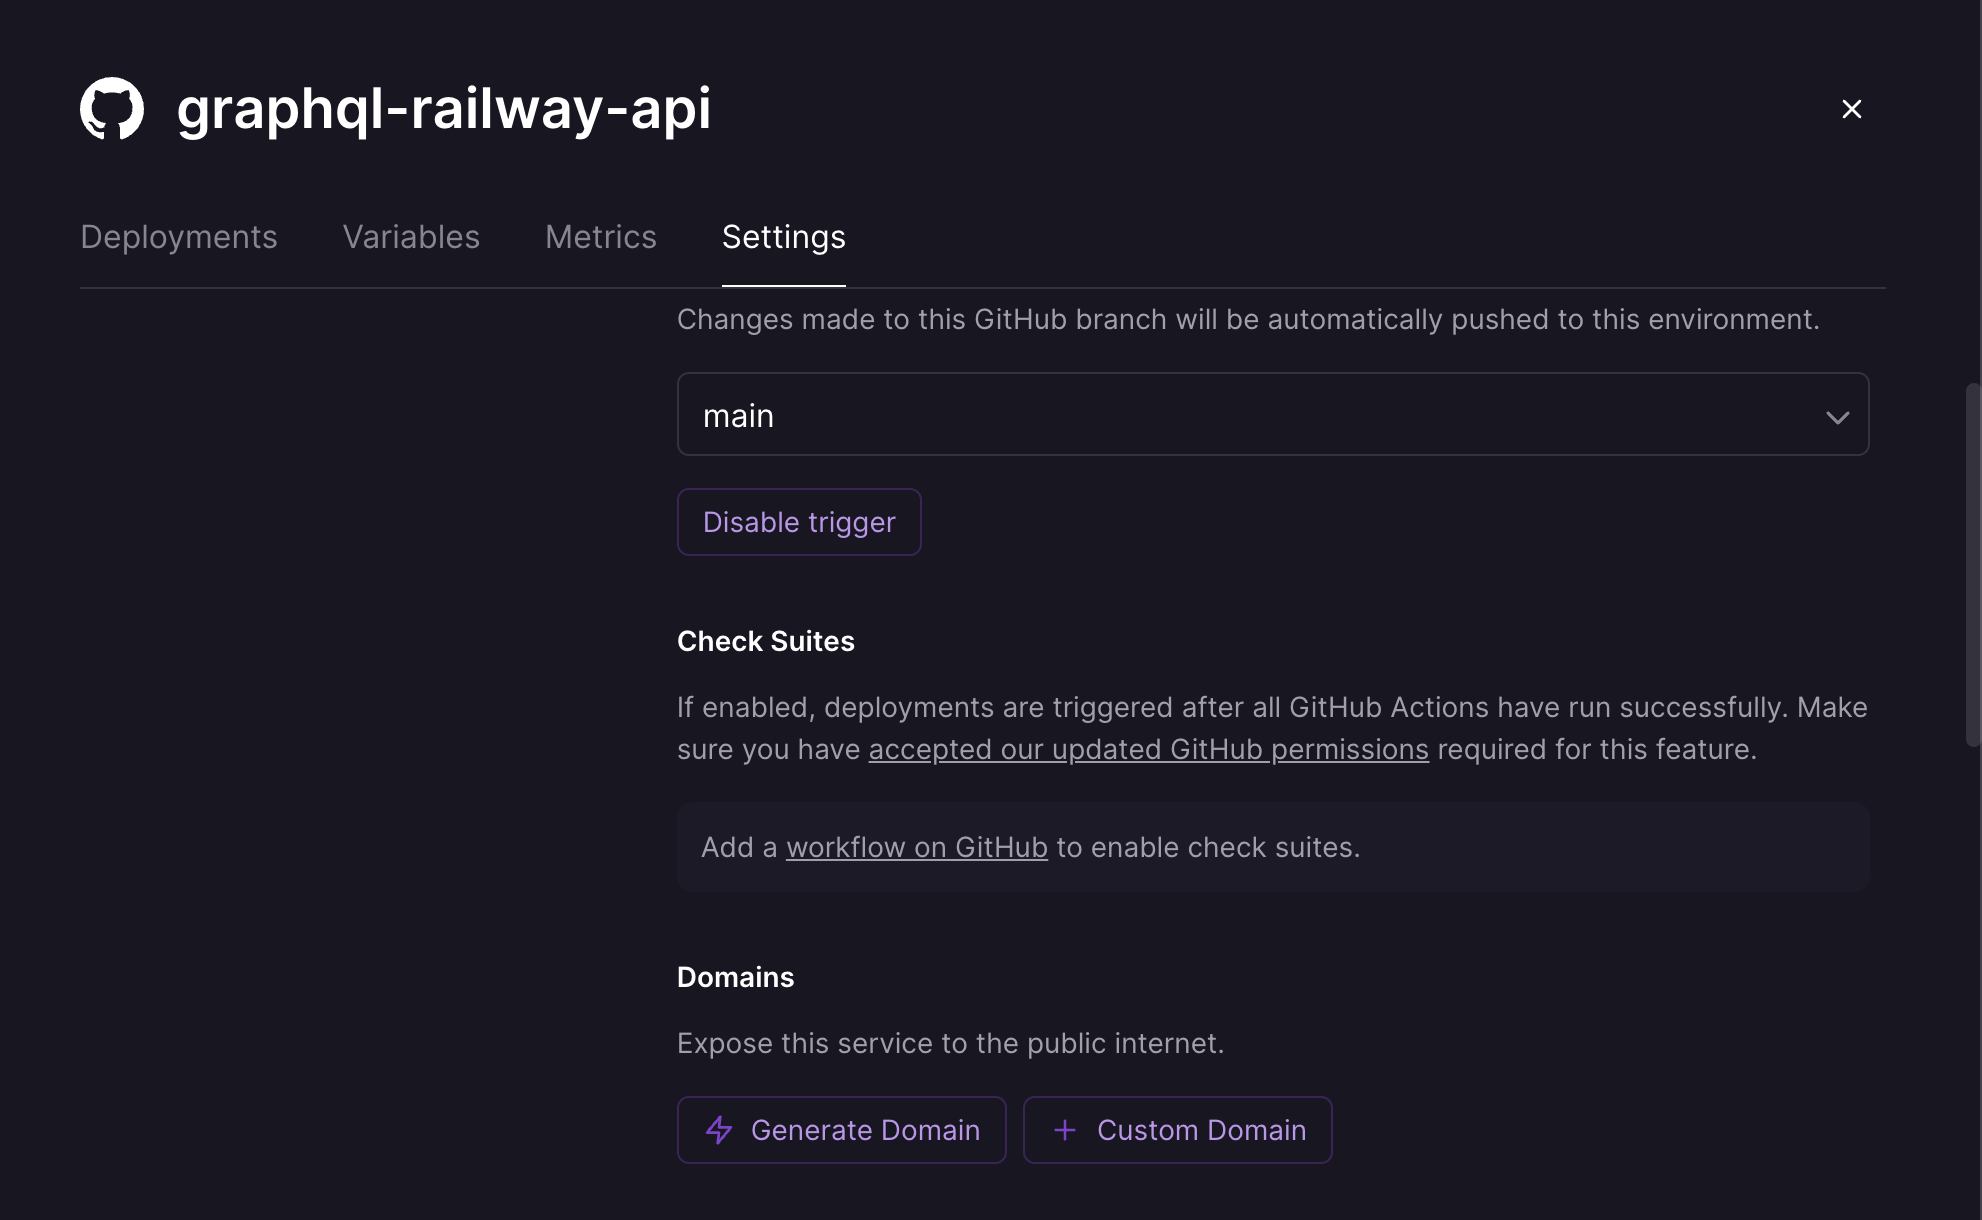 graphql-railway-api
Deployments Variables Metrics Settings
Changes made to this GitHub branch will be automatically pushed to this environment.
main
Disable trigger
Check Suites
If enabled, deployments are triggered after all GitHub Actions have run successfully. Make
sure you have accepted our updated GitHub permissions required for this feature.
Add a workflow on GitHub to enable check suites.
Domains
Expose this service to the public internet.
Generate Domain Custom Domain